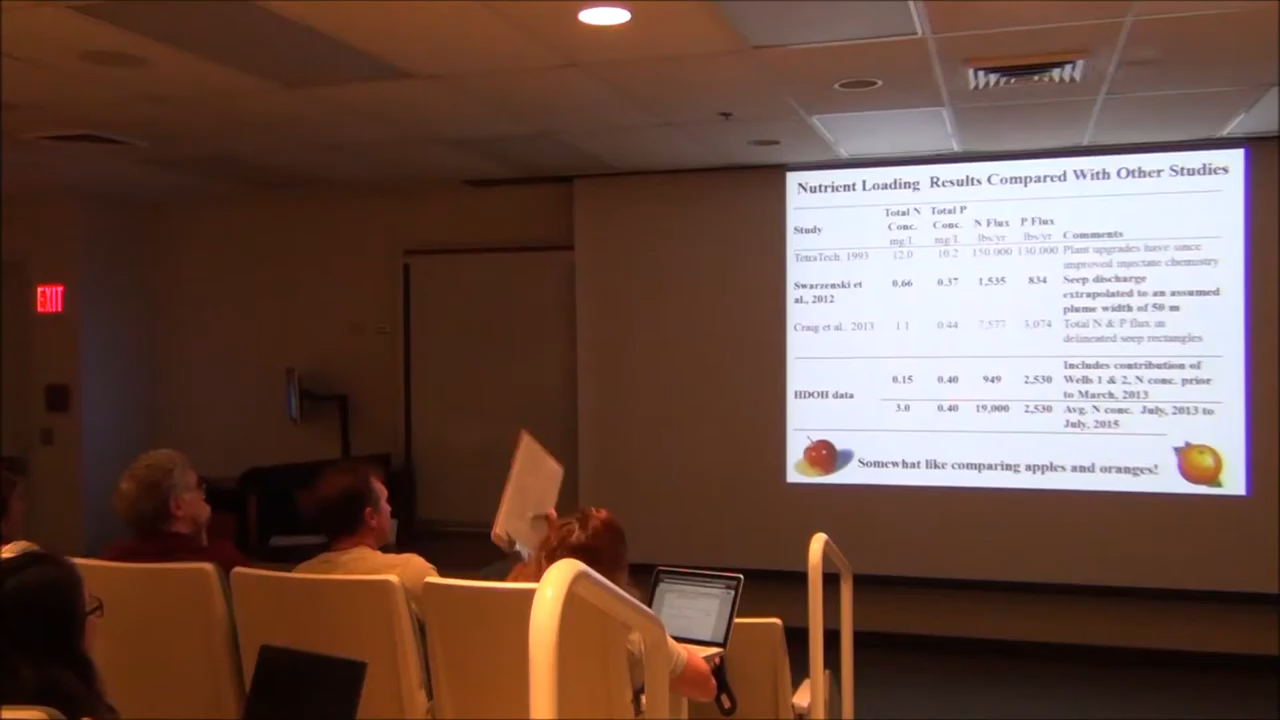 EXIT
Nutrient Loading Results Compared With Other Studies
Study
Total N Conc. mg/L
Total P Conc. mg/L
N Flux lbs/yr
P Flux lbs/yr
Comments
TetraTech, 1993 12.0 10.2 150,000 130,000 Plant upgrades have since
improved injectate chemistry
Swarzenski et al., 2012 0.66 0.37 1,535 834 Seep discharge
extrapolated to an assumed
plume width of 50 m
Craig et al., 2013 1.1 0.44 7,577 3,074 Total N & P flux in
delineated seep rectangles
HDOH data
0.15 0.40 949 2,530 Includes contribution of
Wells 1 & 2, N conc. prior
to March, 2013
3.0 0.40 19,000 2,530 Avg. N conc. July, 2013 to
July, 2015
Somewhat like comparing apples and oranges!